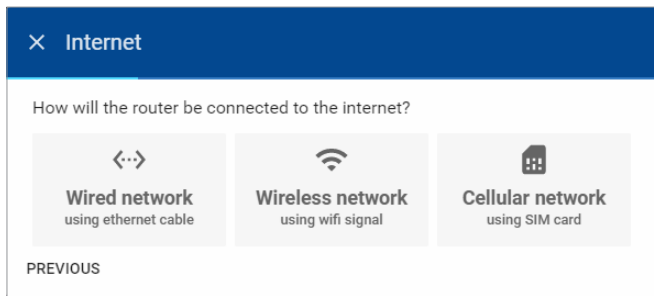 Internet
How will the router be connected to the internet?
Wired network
using ethernet cable
Wireless network
using wifi signal
Cellular network
using SIM card
PREVIOUS